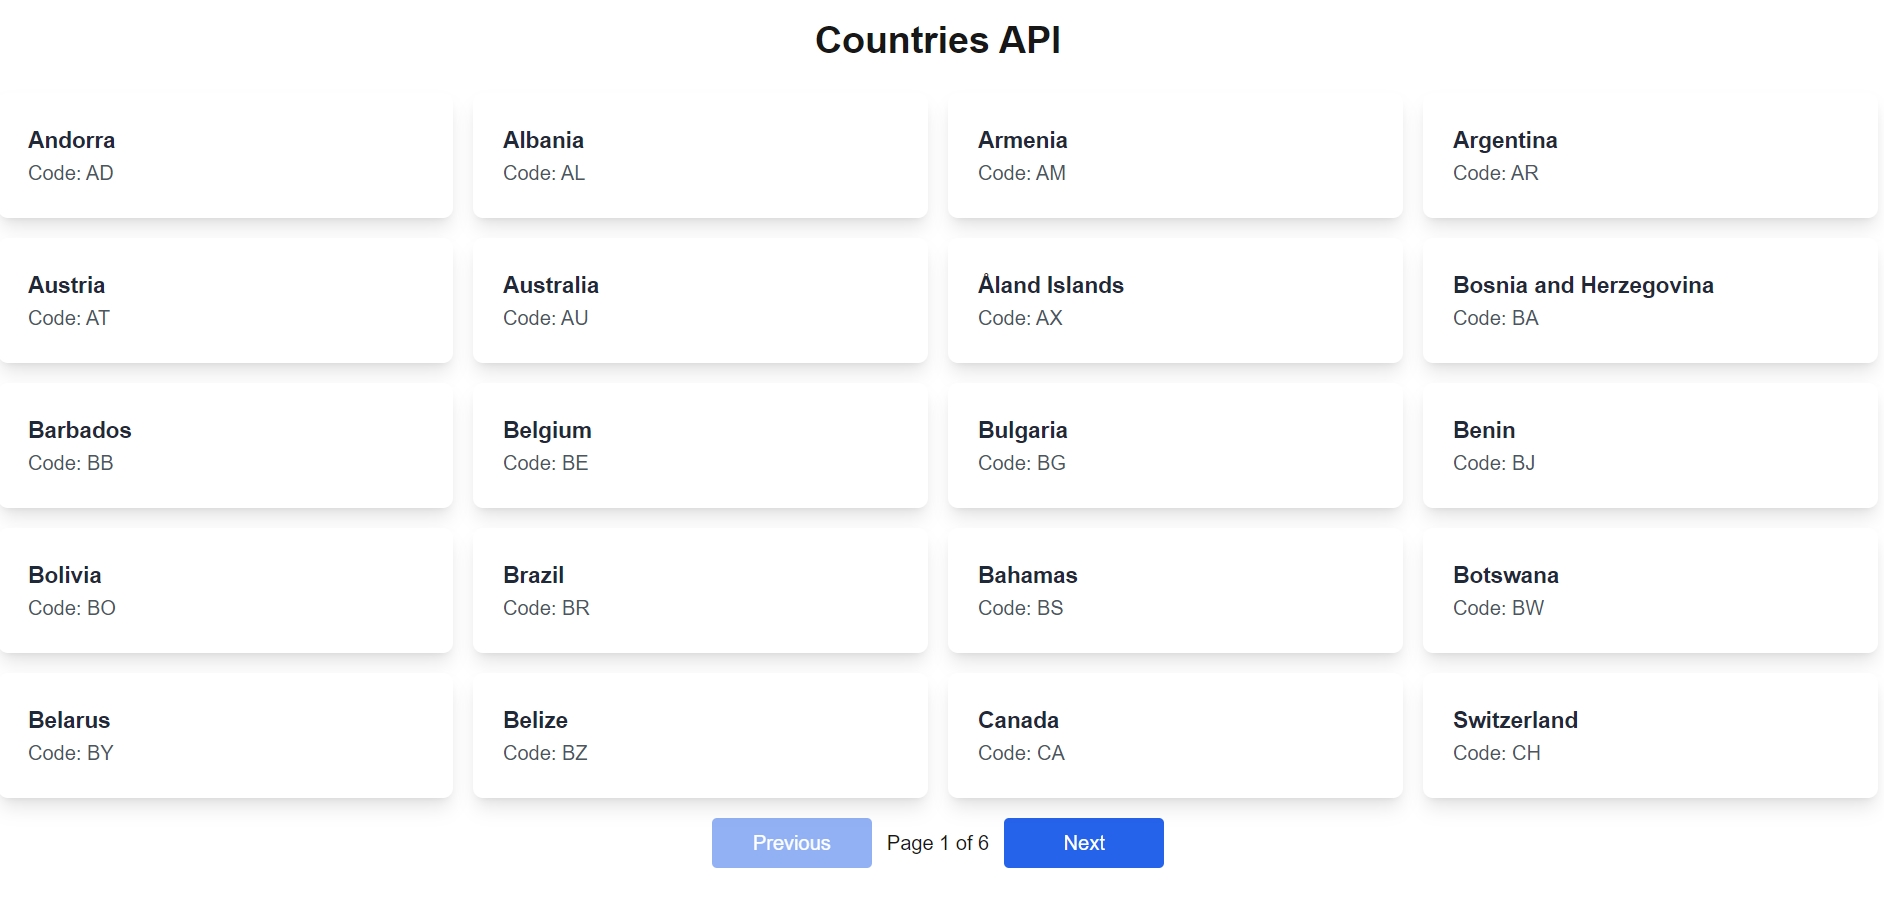 Countries API
Andorra
Code: AD
Albania
Code: AL
Armenia
Code: AM
Argentina
Code: AR
Austria
Code: AT
Australia
Code: AU
Åland Islands
Code: AX
Bosnia and Herzegovina
Code: BA
Barbados
Code: BB
Belgium
Code: BE
Bulgaria
Code: BG
Benin
Code: BJ
Bolivia
Code: BO
Brazil
Code: BR
Bahamas
Code: BS
Botswana
Code: BW
Belarus
Code: BY
Belize
Code: BZ
Canada
Code: CA
Switzerland
Code: CH
Previous
Page 1 of 6
Next